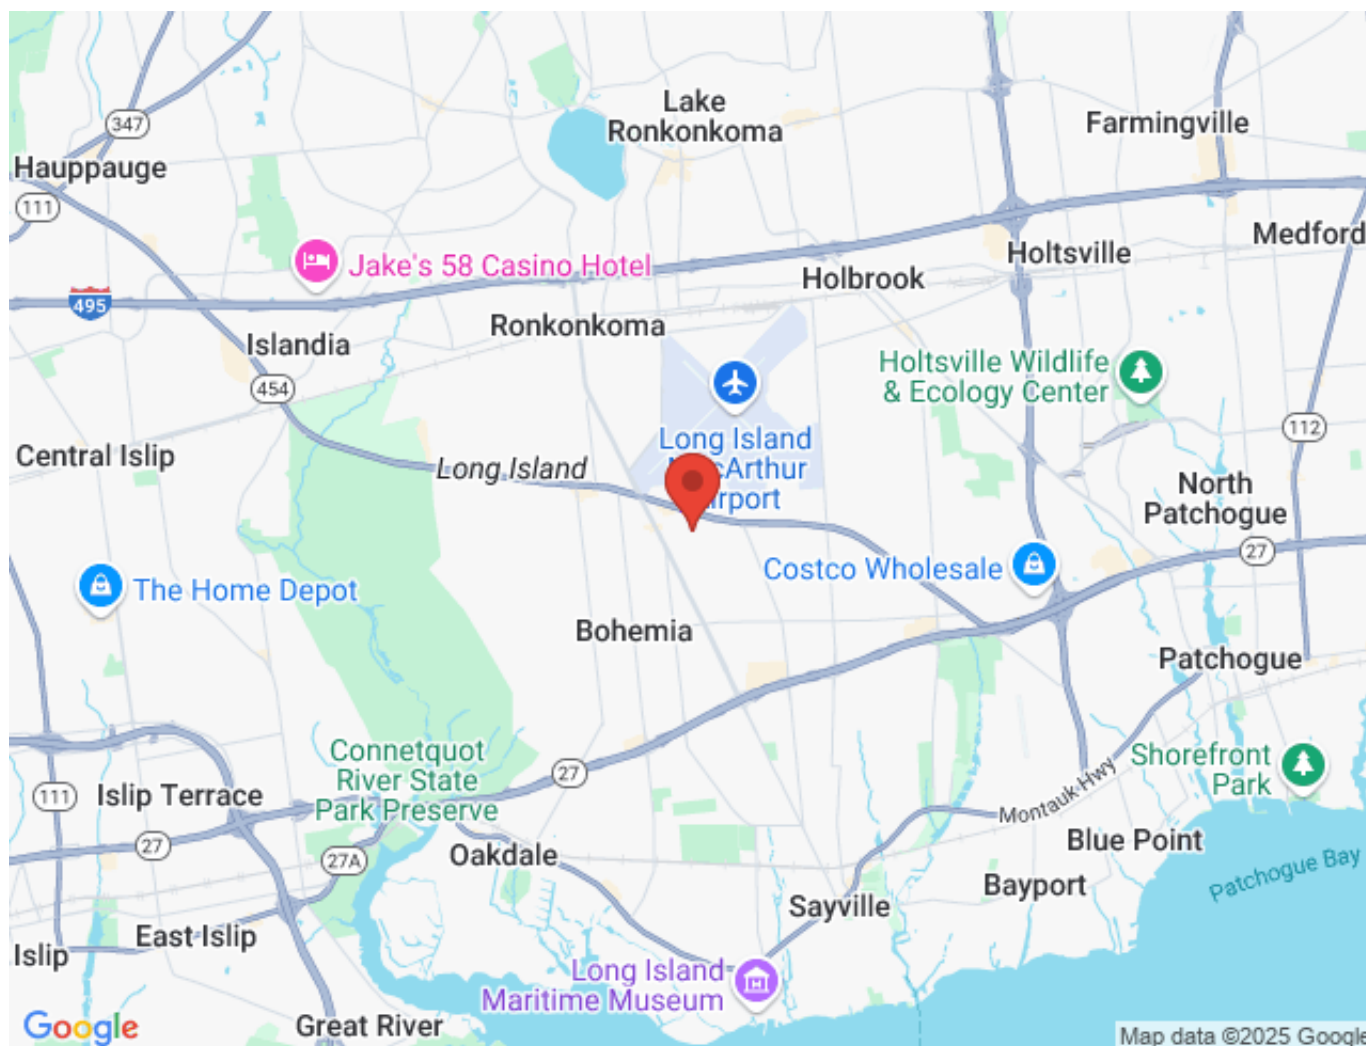 Lake
Ronkonkoma
Farmingville
347
Hauppauge
111
Medford
Holtsville
Jake's 58 Casino Hotel
Holbrook
495
Ronkonkoma
Islandia
Holtsville Wildlife
& Ecology Center
454
Long Island
MacArthur
Airport
112
Central Islip
Long Island
North
Patchogue
27
Costco Wholesale
The Home Depot
Bohemia
Patchogue
Connetquot
River State
Park Preserve
27
Shorefront
Park
111
Islip Terrace
Montauk Hwy
27
27A
Oakdale
Blue Point
Patchogue Bay
Bayport
Sayville
East Islip
Islip
Long Island
Maritime Museum
Great River
Google
Map data ©2025 Google